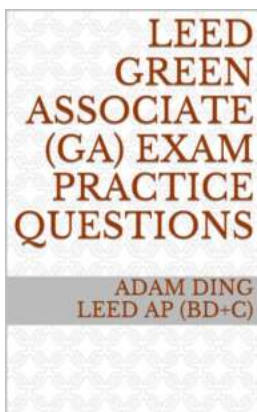 LEED
GREEN
ASSOCIATE
(GA) EXAM
PRACTICE
QUESTIONS
ADAM DING
LEED AP (BD+C)